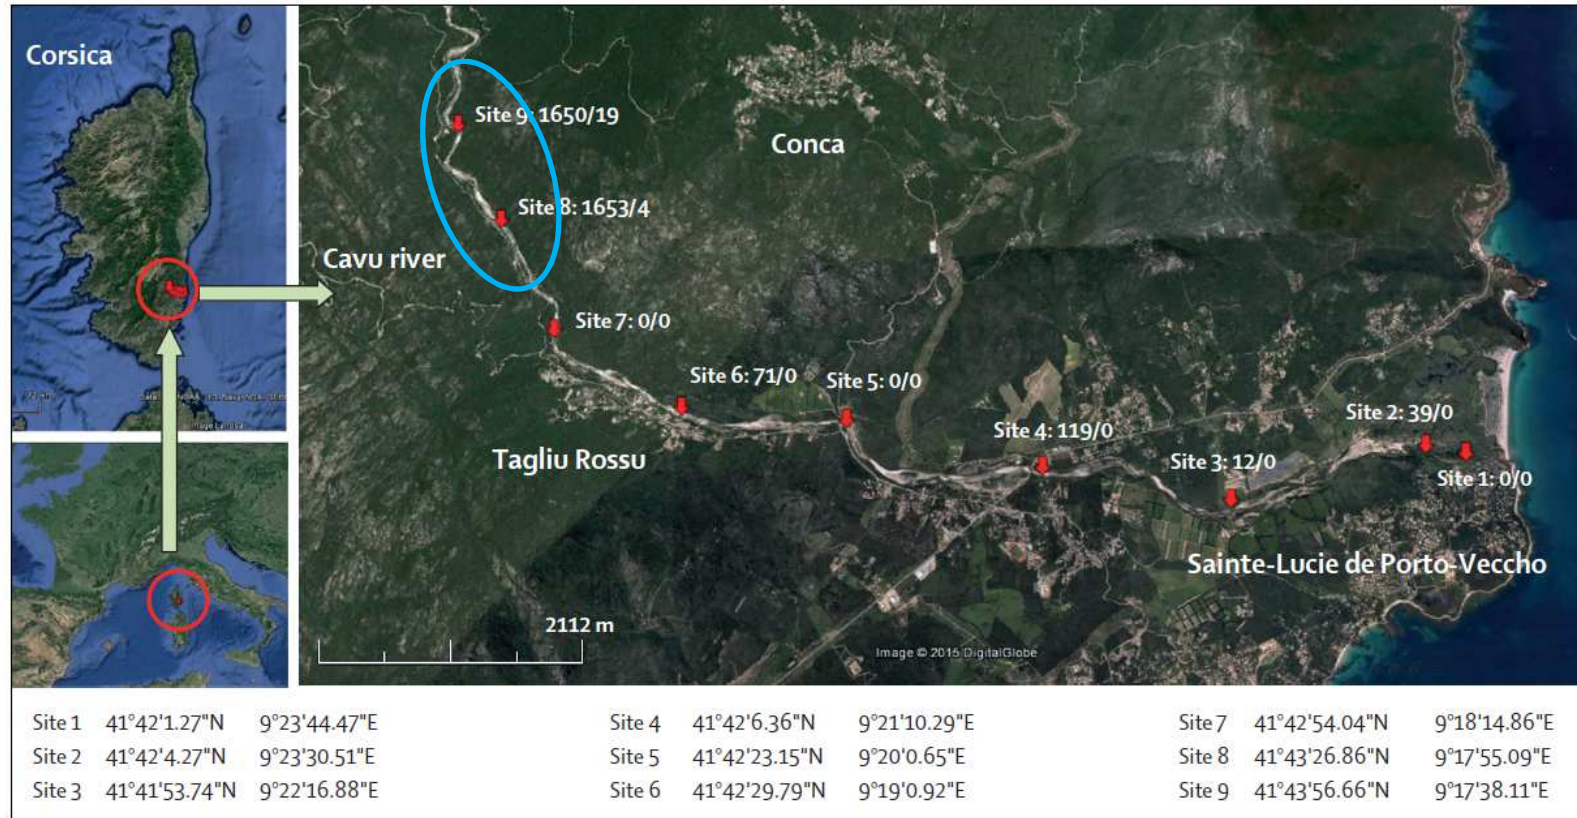 Corsica
Site 9: 1650/19
Conca
Site 8: 1653/4
Cavu river
Site 7: 0/0
Site 6: 71/0
Site 5: 0/0
Site 4: 119/0
Site 2: 39/0
Site 3: 12/0
Site 1: 0/0
Tagliu Rossu
Sainte-Lucie de Porto-Veccho
2112 m
Image © 2015 DigitalGlobe
Site 1 41°42'1.27"N 9°23'44.47"E
Site 2 41°42'4.27"N 9°23'30.51"E
Site 3 41°41'53.74"N 9°22'16.88"E
Site 4 41°42'6.36"N 9°21'10.29"E
Site 5 41°42'23.15"N 9°20'0.65"E
Site 6 41°42'29.79"N 9°19'0.92"E
Site 7 41°42'54.04"N 9°18'14.86"E
Site 8 41°43'26.86"N 9°17'55.09"E
Site 9 41°43'56.66"N 9°17'38.11"E